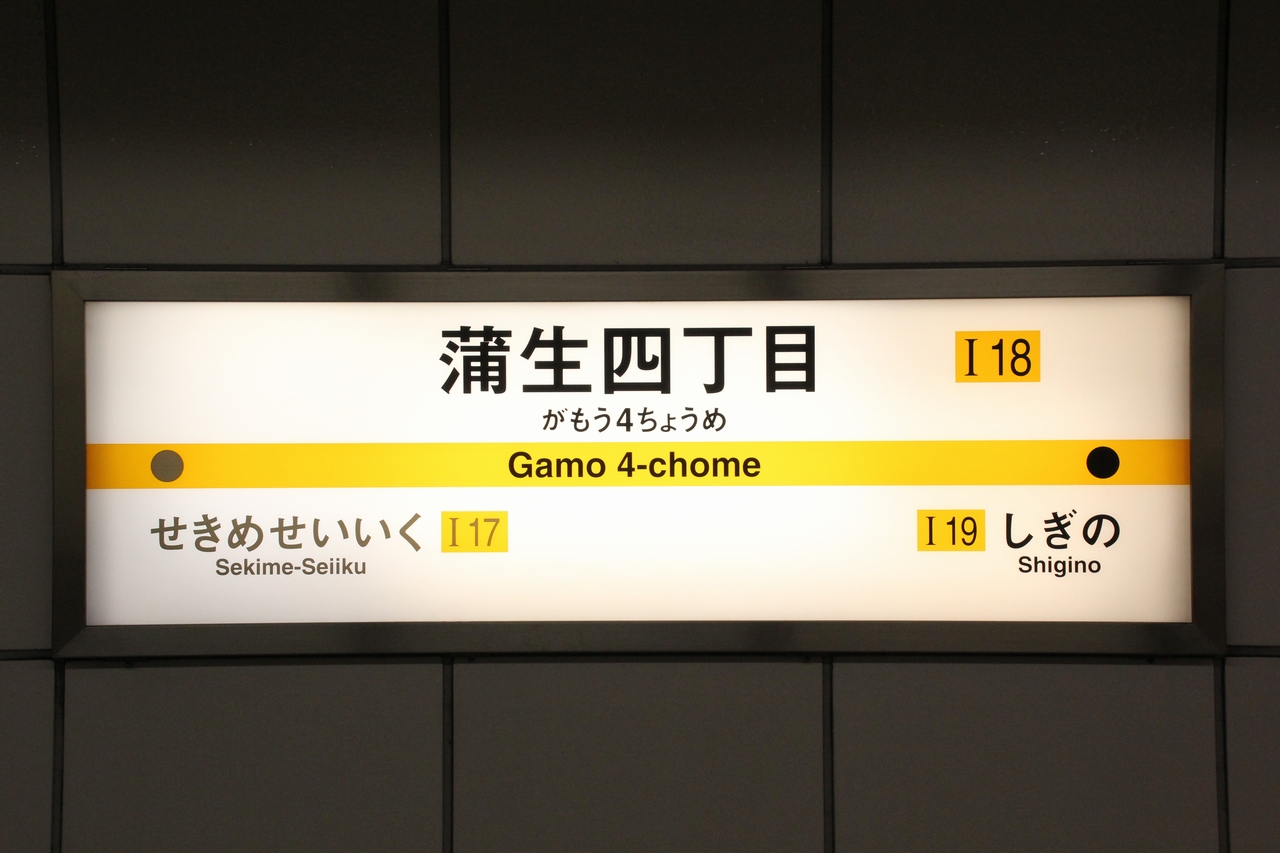 蒲生四丁目 I 18
がもう4ちょうめ
Gamo 4-chome
せきめせいいく I 17
Sekime-Seiiku
I 19 しぎの
Shigino